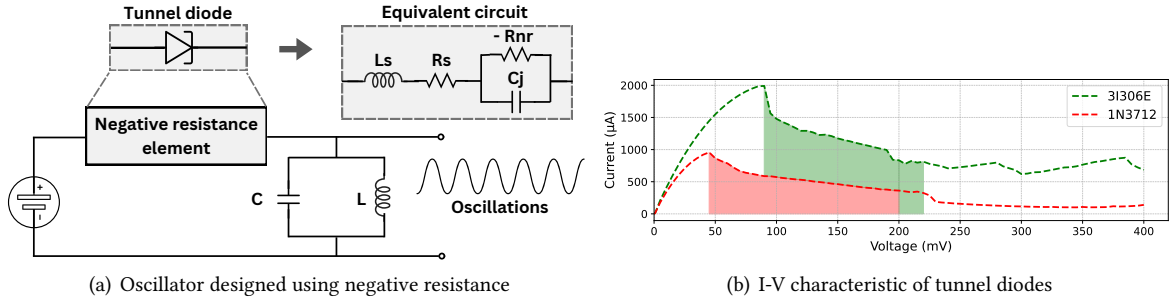 Tunnel diode
Equivalent circuit
- Rnr
Ls
Rs
Cj
Negative resistance
element
+
-
C
L
Oscillations
(a) Oscillator designed using negative resistance
3I306E
1N3712
Current (µA)
2000
1500
1000
500
0
0 50 100 150 200 250 300 350 400
Voltage (mV)
(b) I-V characteristic of tunnel diodes